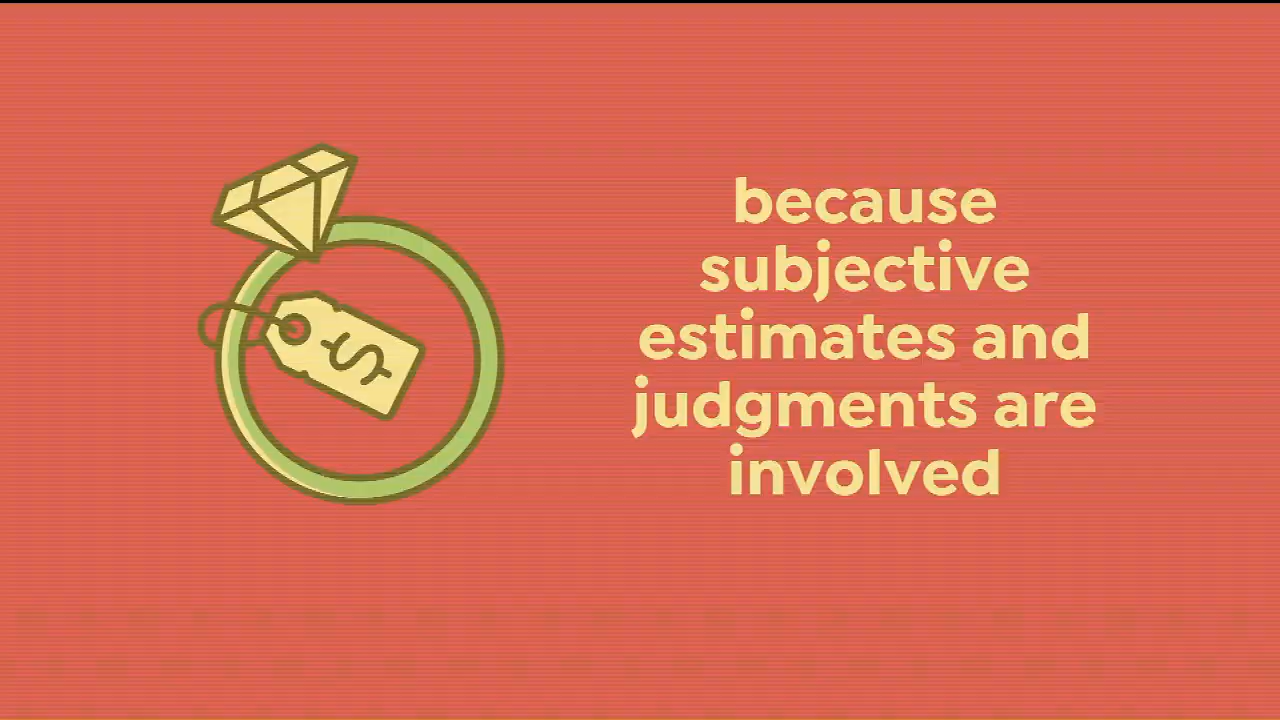 because
subjective
estimates and
judgments are
involved
$